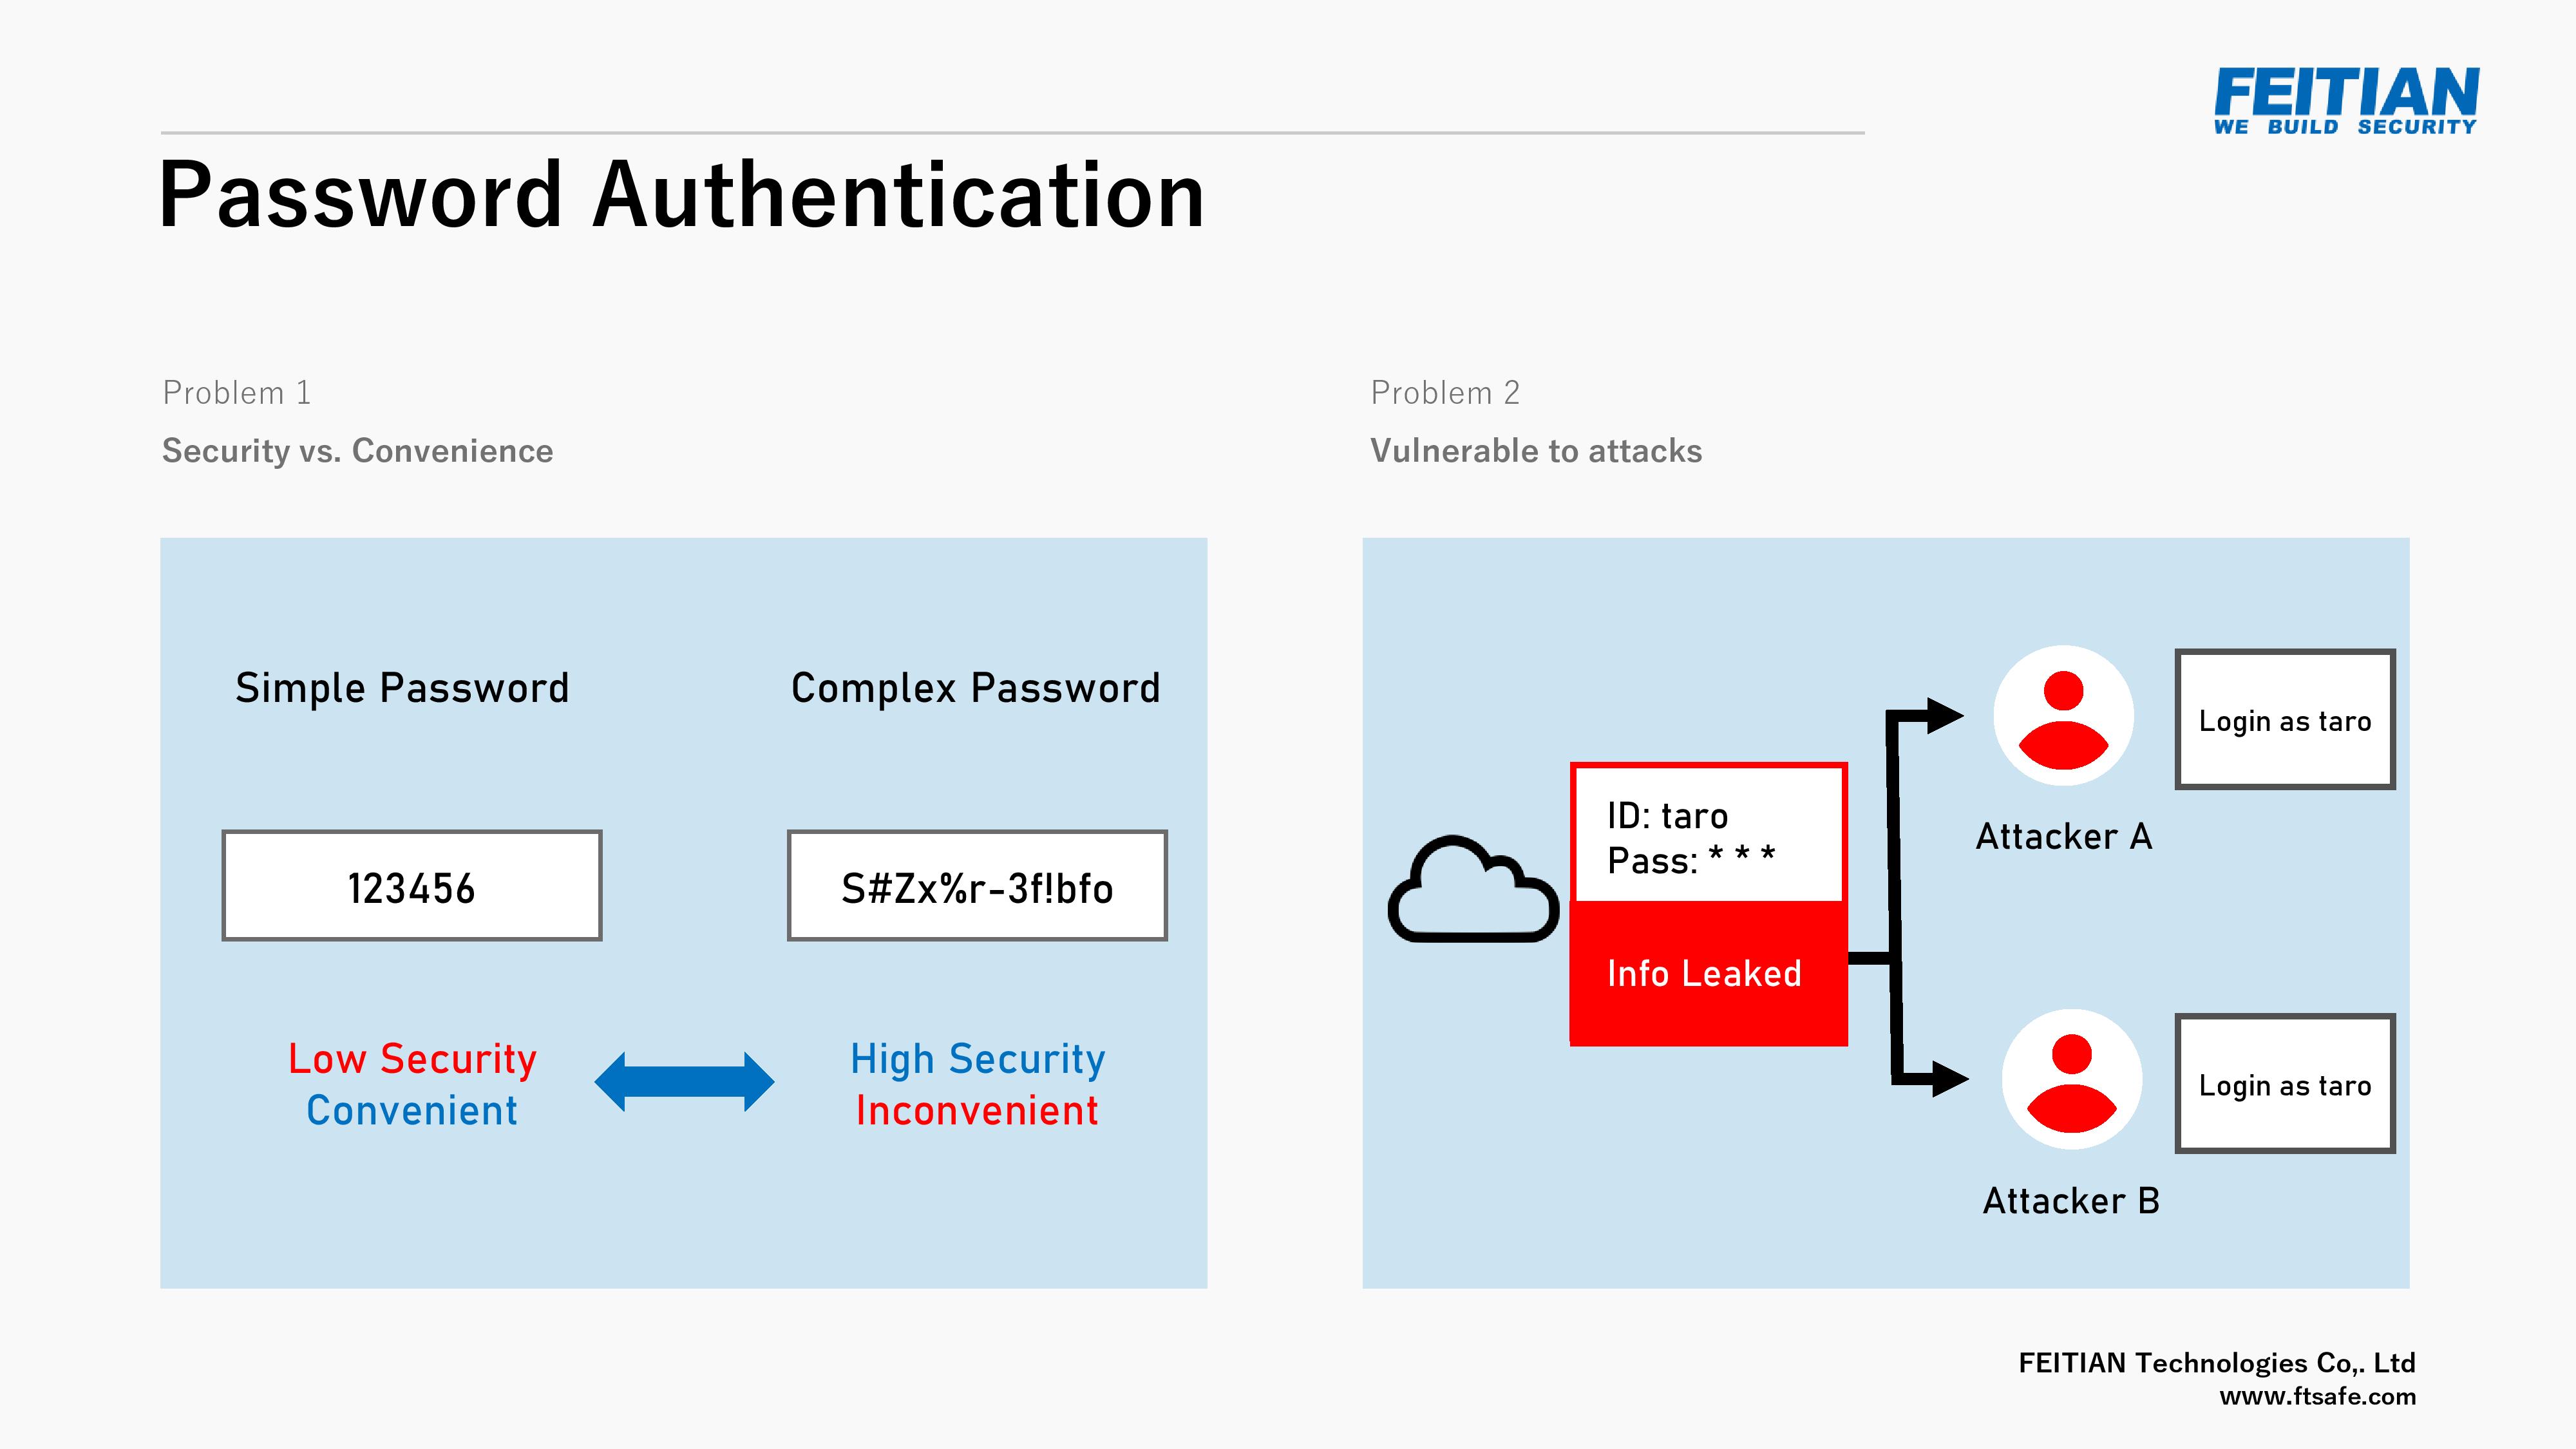 FEITIAN
WE BUILD SECURITY
Password Authentication
Problem 1
Security vs. Convenience
Simple Password
Complex Password
123456
S#Zx%r-3f!bfo
Low Security
Convenient
High Security
Inconvenient
Problem 2
Vulnerable to attacks
ID: taro
Pass: * * *
Info Leaked
Attacker A
Login as taro
Attacker B
Login as taro
FEITIAN Technologies Co,. Ltd
www.ftsafe.com